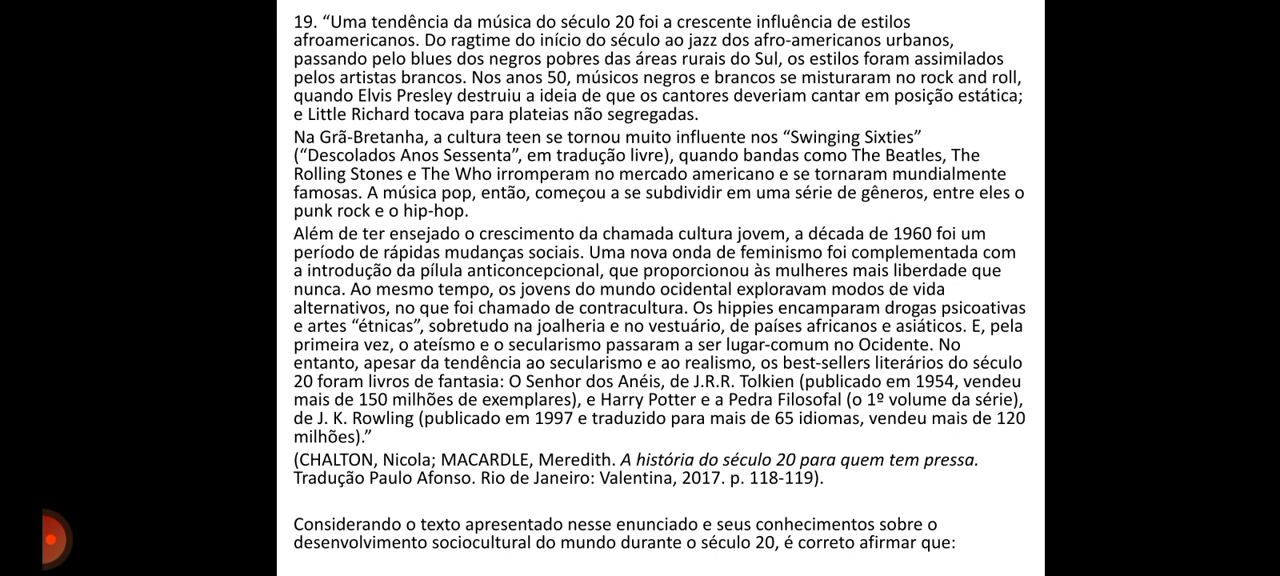 19. “Uma tendência da música do século 20 foi a crescente influência de estilos
afroamericanos. Do ragtime do início do século ao jazz dos afro-americanos urbanos,
passando pelo blues dos negros pobres das áreas rurais do Sul, os estilos foram assimilados
pelos artistas brancos. Nos anos 50, músicos negros e brancos se misturaram no rock and roll,
quando Elvis Presley destruiu a ideia de que os cantores deveriam cantar em posição estática;
e Little Richard tocava para plateias não segregadas.
Na Grã-Bretanha, a cultura teen se tornou muito influente nos “Swinging Sixties”
(“Descolados Anos Sessenta”, em tradução livre), quando bandas como The Beatles, The
Rolling Stones e The Who irromperam no mercado americano e se tornaram mundialmente
famosas. A música pop, então, começou a se subdividir em uma série de gêneros, entre eles o
punk rock e o hip-hop.
Além de ter ensejado o crescimento da chamada cultura jovem, a década de 1960 foi um
período de rápidas mudanças sociais. Uma nova onda de feminismo foi complementada com
a introdução da pílula anticoncepcional, que proporcionou às mulheres mais liberdade que
nunca. Ao mesmo tempo, os jovens do mundo ocidental exploravam modos de vida
alternativos, no que foi chamado de contracultura. Os hippies encamparam drogas psicoativas
e artes “étnicas”, sobretudo na joalheria e no vestuário, de países africanos e asiáticos. E, pela
primeira vez, o ateísmo e o secularismo passaram a ser lugar-comum no Ocidente. No
entanto, apesar da tendência ao secularismo e ao realismo, os best-sellers literários do século
20 foram livros de fantasia: O Senhor dos Anéis, de J.R.R. Tolkien (publicado em 1954, vendeu
mais de 150 milhões de exemplares), e Harry Potter e a Pedra Filosofal (o 1º volume da série),
de J. K. Rowling (publicado em 1997 e traduzido para mais de 65 idiomas, vendeu mais de 120
milhões).”
(CHALTON, Nicola; MACARDLE, Meredith. A história do século 20 para quem tem pressa.
Tradução Paulo Afonso. Rio de Janeiro: Valentina, 2017. p. 118-119).
Considerando o texto apresentado nesse enunciado e seus conhecimentos sobre o
desenvolvimento sociocultural do mundo durante o século 20, é correto afirmar que: